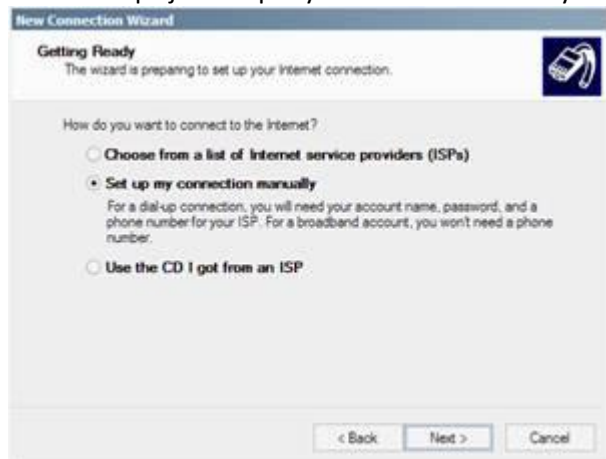 New Connection Wizard
Getting Ready
The wizard is preparing to set up your Internet connection.
How do you want to connect to the Internet?
Choose from a list of Internet service providers (ISPs)
Set up my connection manually
For a dial-up connection, you will need your account name, password, and a
phone number for your ISP. For a broadband account, you won't need a phone
number.
Use the CD I got from an ISP
< Back Next > Cancel